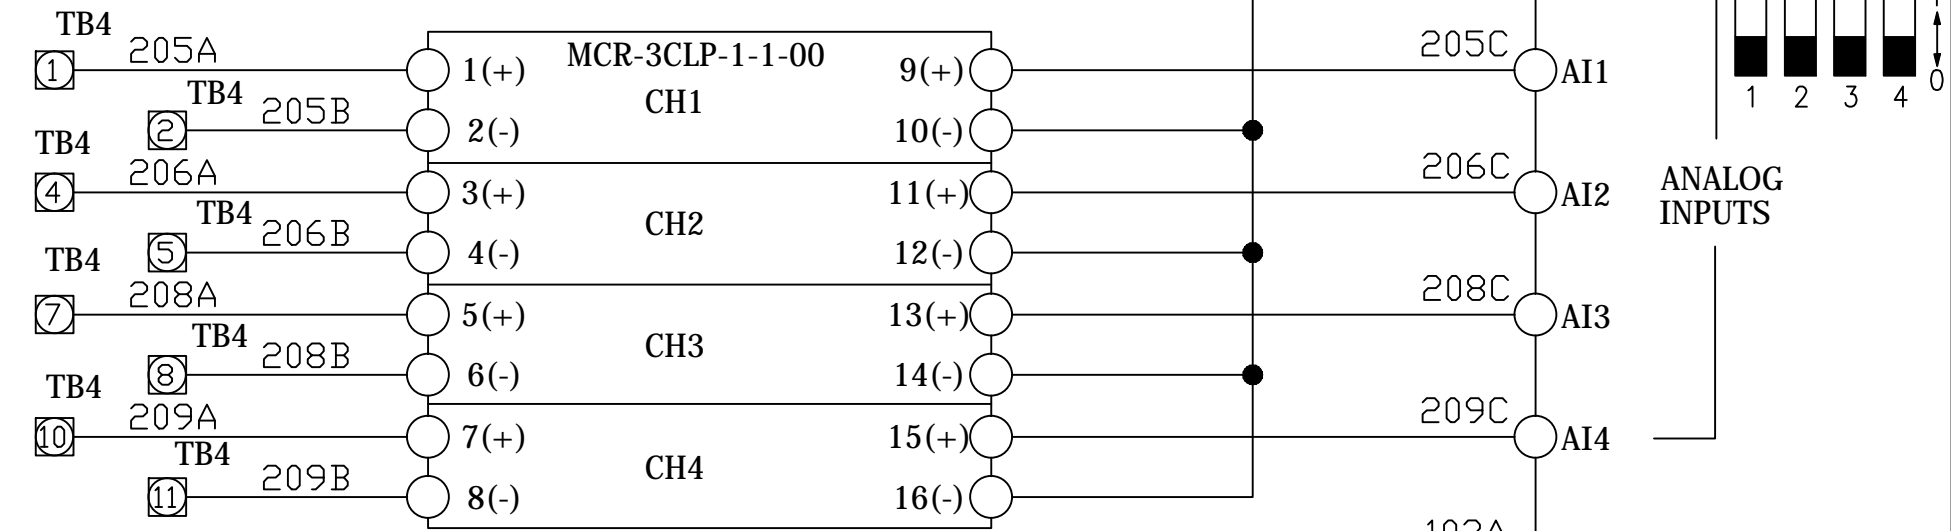 TB4
1
205A
TB4
2
205B
TB4
4
206A
TB4
5
206B
TB4
7
208A
TB4
8
208B
TB4
10
209A
TB4
11
209B
MCR-3CLP-1-1-00
1(+)
CH1
9(+)
2(-)
10(-)
3(+)
CH2
11(+)
4(-)
12(-)
5(+)
CH3
13(+)
6(-)
14(-)
7(+)
CH4
15(+)
8(-)
16(-)
205C
AI1
206C
AI2
208C
AI3
209C
AI4
ANALOG
INPUTS
1 2 3 4
0